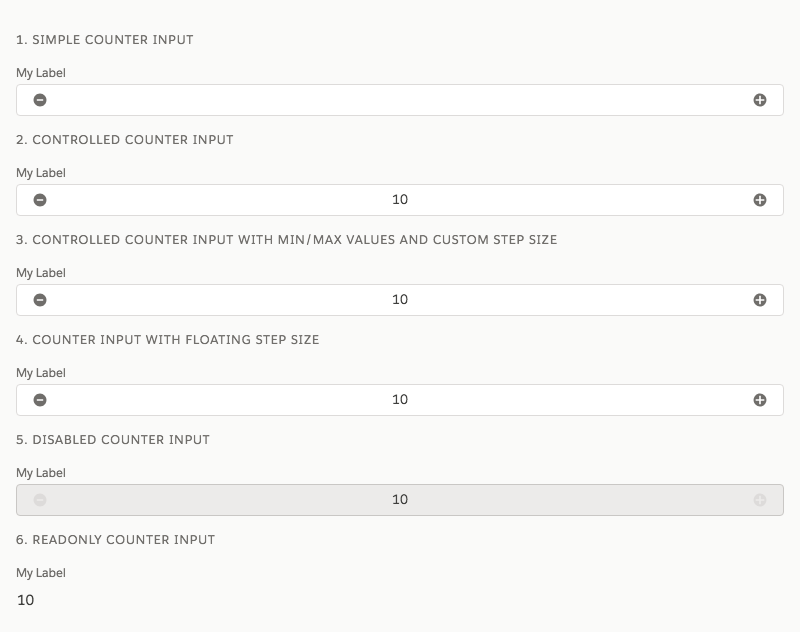 1. SIMPLE COUNTER INPUT
My Label
2. CONTROLLED COUNTER INPUT
My Label
10
3. CONTROLLED COUNTER INPUT WITH MIN/MAX VALUES AND CUSTOM STEP SIZE
My Label
10
4. COUNTER INPUT WITH FLOATING STEP SIZE
My Label
10
5. DISABLED COUNTER INPUT
My Label
10
6. READONLY COUNTER INPUT
My Label
10